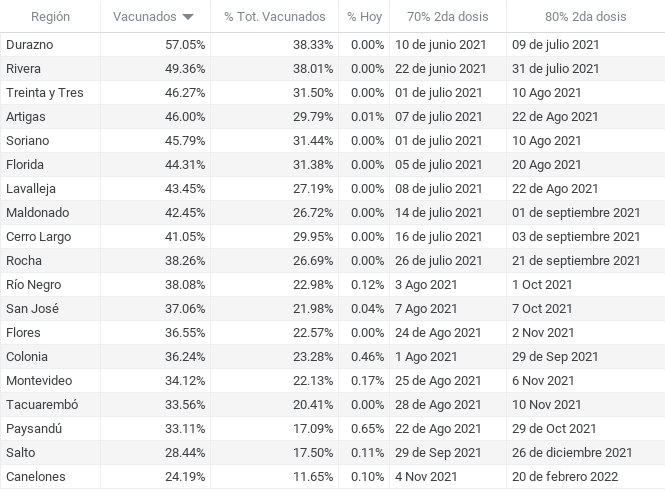 Región Vacunados % Tot. Vacunados % Hoy 70% 2da dosis 80% 2da dosis
Durazno 57.05% 38.33% 0.00% 10 de junio 2021 09 de julio 2021
Rivera 49.36% 38.01% 0.00% 22 de junio 2021 31 de julio 2021
Treinta y Tres 46.27% 31.50% 0.00% 01 de julio 2021 10 Ago 2021
Artigas 46.00% 29.79% 0.01% 07 de julio 2021 22 de Ago 2021
Soriano 45.79% 31.44% 0.00% 01 de julio 2021 10 Ago 2021
Florida 44.31% 31.38% 0.00% 05 de julio 2021 20 Ago 2021
Lavalleja 43.45% 27.19% 0.00% 08 de julio 2021 22 de Ago 2021
Maldonado 42.45% 26.72% 0.00% 14 de julio 2021 01 de septiembre 2021
Cerro Largo 41.05% 29.95% 0.00% 16 de julio 2021 03 de septiembre 2021
Rocha 38.26% 26.69% 0.00% 26 de julio 2021 21 de septiembre 2021
Río Negro 38.08% 22.98% 0.12% 3 Ago 2021 1 Oct 2021
San José 37.06% 21.98% 0.04% 7 Ago 2021 7 Oct 2021
Flores 36.55% 22.57% 0.00% 24 de Ago 2021 2 Nov 2021
Colonia 36.24% 23.28% 0.46% 1 Ago 2021 29 de Sep 2021
Montevideo 34.12% 22.13% 0.17% 25 de Ago 2021 6 Nov 2021
Tacuarembó 33.56% 20.41% 0.00% 28 de Ago 2021 10 Nov 2021
Paysandú 33.11% 17.09% 0.65% 22 de Ago 2021 29 de Oct 2021
Salto 28.44% 17.50% 0.11% 29 de Sep 2021 26 de diciembre 2021
Canelones 24.19% 11.65% 0.10% 4 Nov 2021 20 de febrero 2022